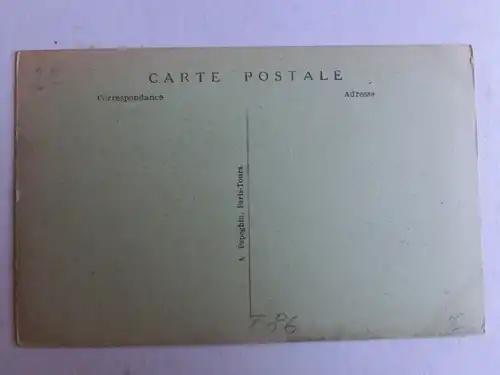 CARTE POSTALE
Correspondance
Adresse
A. Papeghin, Paris-Tours